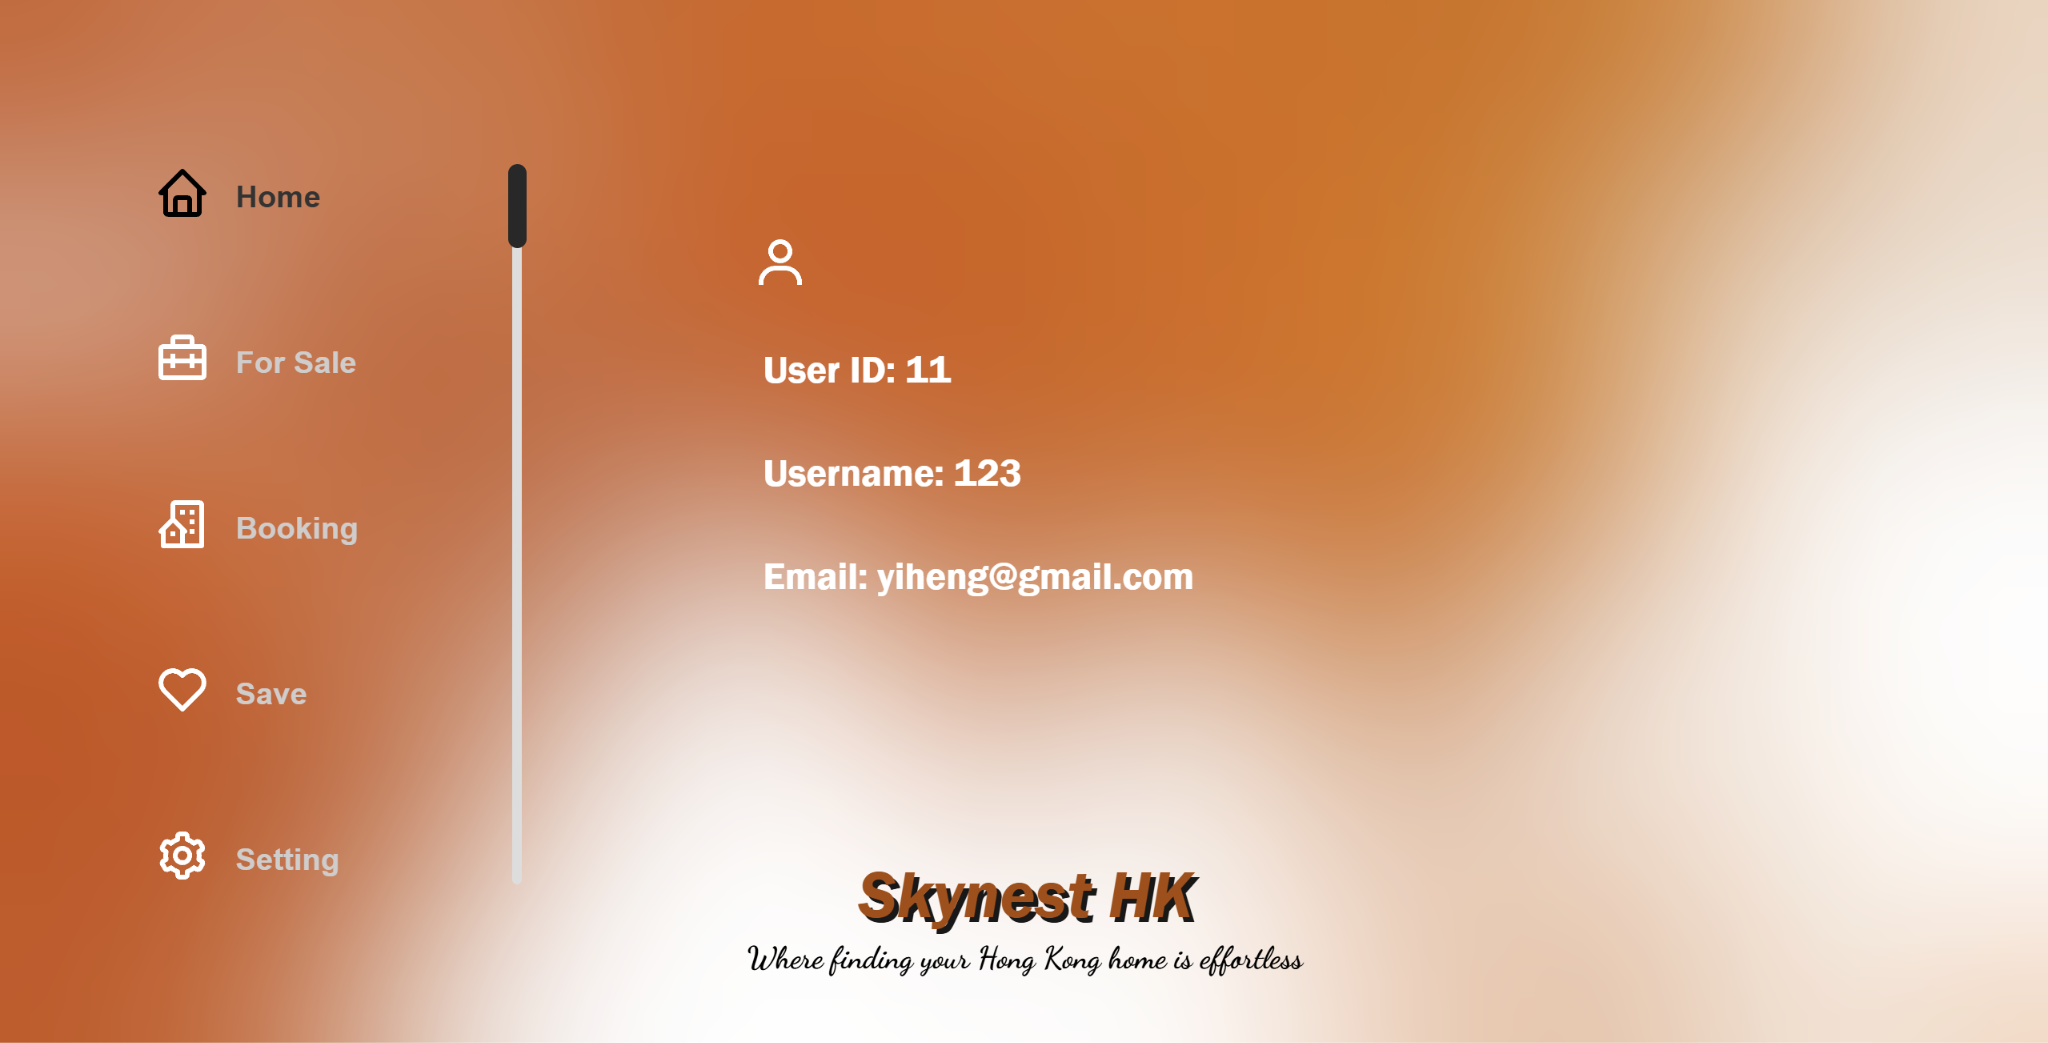 Home
For Sale
Booking
Save
Setting
User ID: 11
Username: 123
Email: yiheng@gmail.com
Skynest HK
Where finding your Hong Kong home is effortless